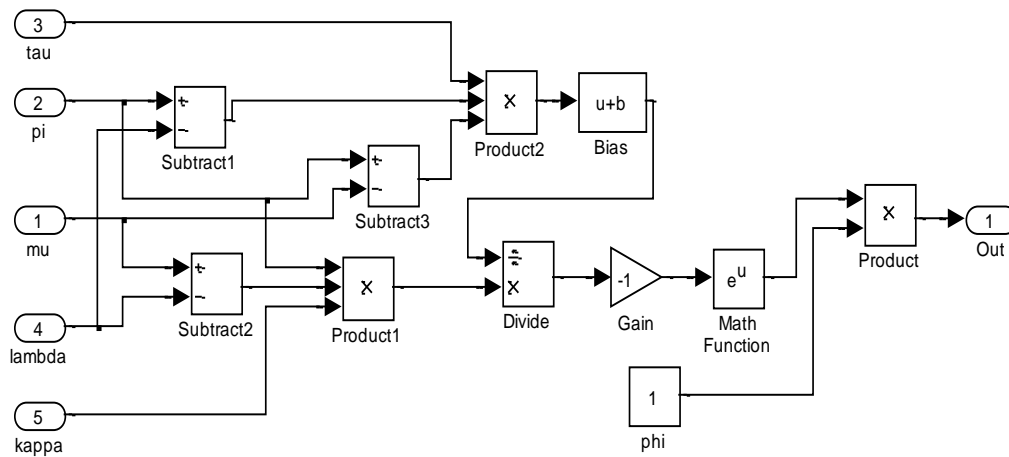 3
tau
2
pi
+
-
Subtract1
X
Product2
u+b
Bias
+
-
Subtract3
1
mu
+
-
Subtract2
X
Product1
÷
X
Divide
-1
Gain
e^u
Math
Function
X
Product
1
Out
4
lambda
1
phi
5
kappa